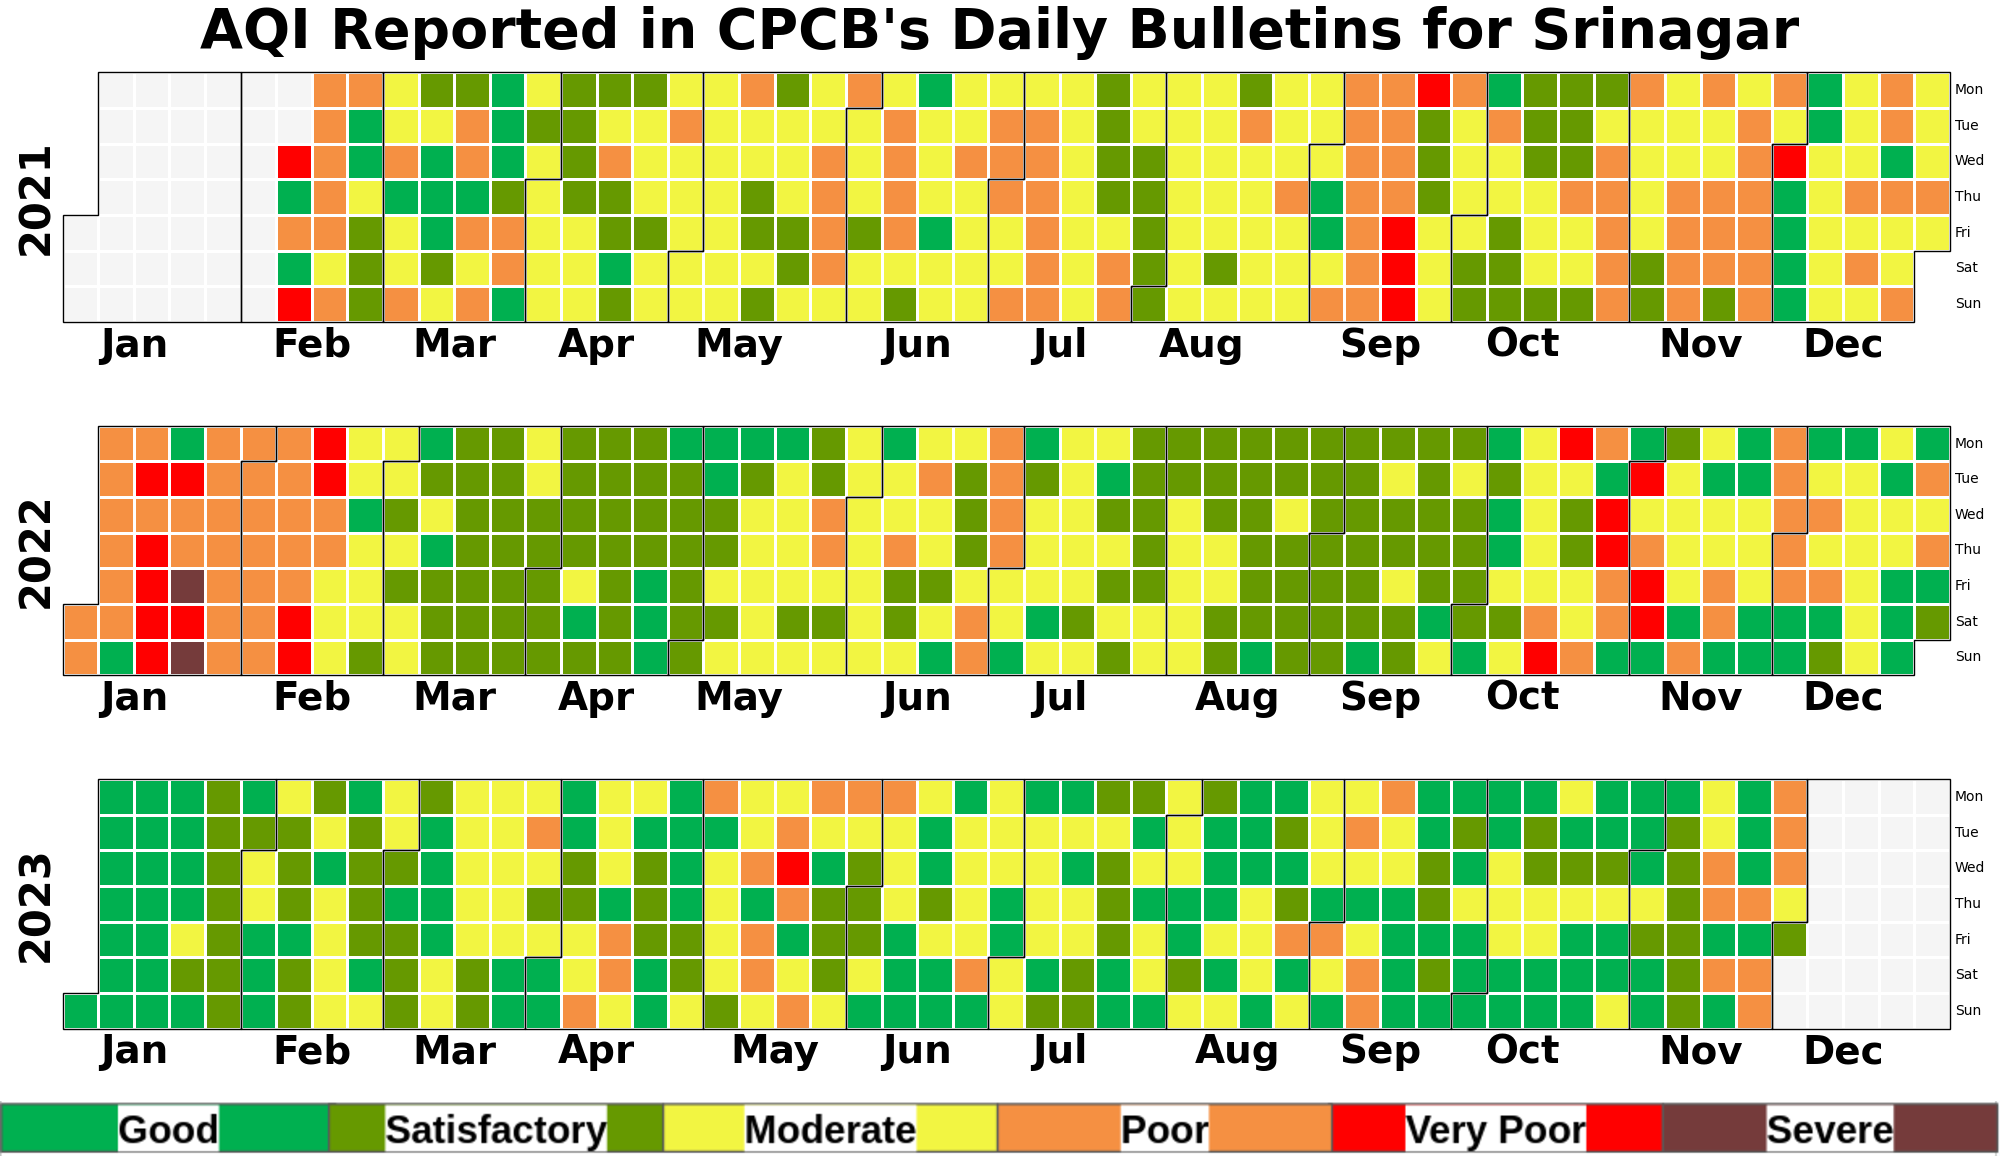 AQI Reported in CPCB's Daily Bulletins for Srinagar
2021
Mon
Tue
Wed
Thu
Fri
Sat
Sun
Jan Feb Mar Apr May Jun Jul Aug Sep Oct Nov Dec
2022
Mon
Tue
Wed
Thu
Fri
Sat
Sun
Jan Feb Mar Apr May Jun Jul Aug Sep Oct Nov Dec
2023
Mon
Tue
Wed
Thu
Fri
Sat
Sun
Jan Feb Mar Apr May Jun Jul Aug Sep Oct Nov Dec
Good Satisfactory Moderate Poor Very Poor Severe